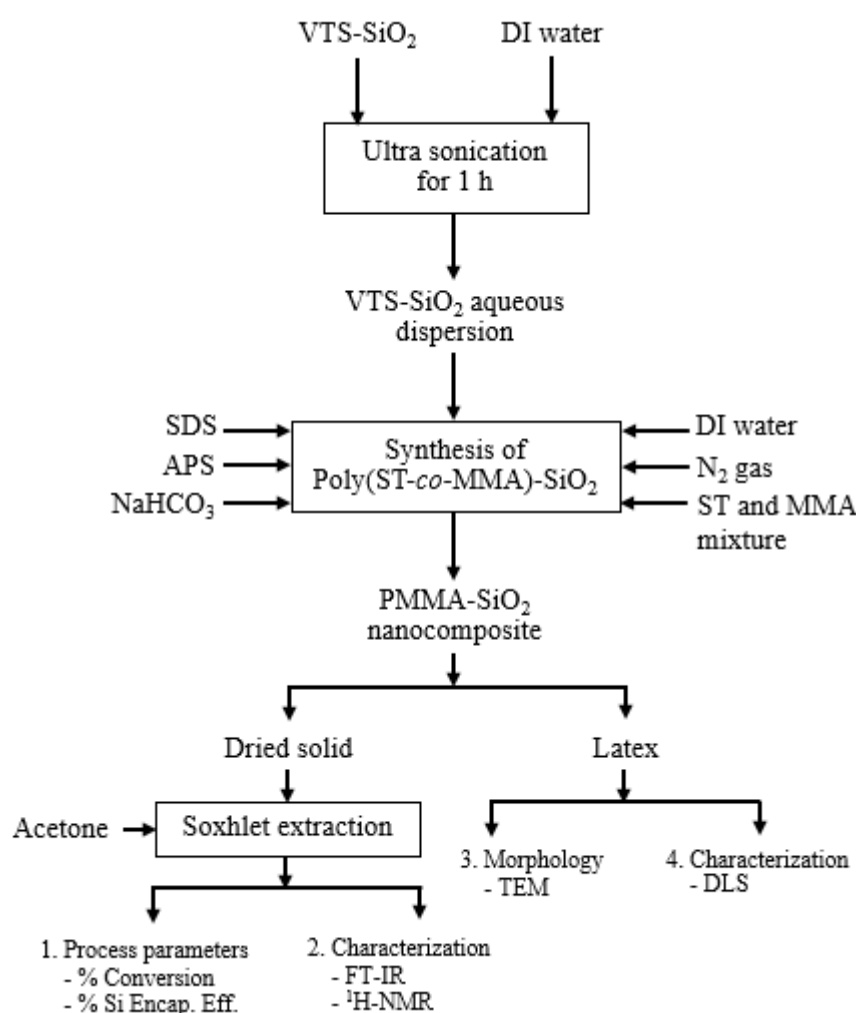 VTS-SiO₂
DI water
Ultra sonication
for 1 h
VTS-SiO₂ aqueous
dispersion
SDS
APS
NaHCO₃
Synthesis of
Poly(ST-co-MMA)-SiO₂
DI water
N₂ gas
ST and MMA
mixture
PMMA-SiO₂
nanocomposite
Dried solid
Latex
Acetone
Soxhlet extraction
3. Morphology
- TEM
4. Characterization
- DLS
1. Process parameters
- % Conversion
- % Si Encap. Eff.
2. Characterization
- FT-IR
- ¹H-NMR